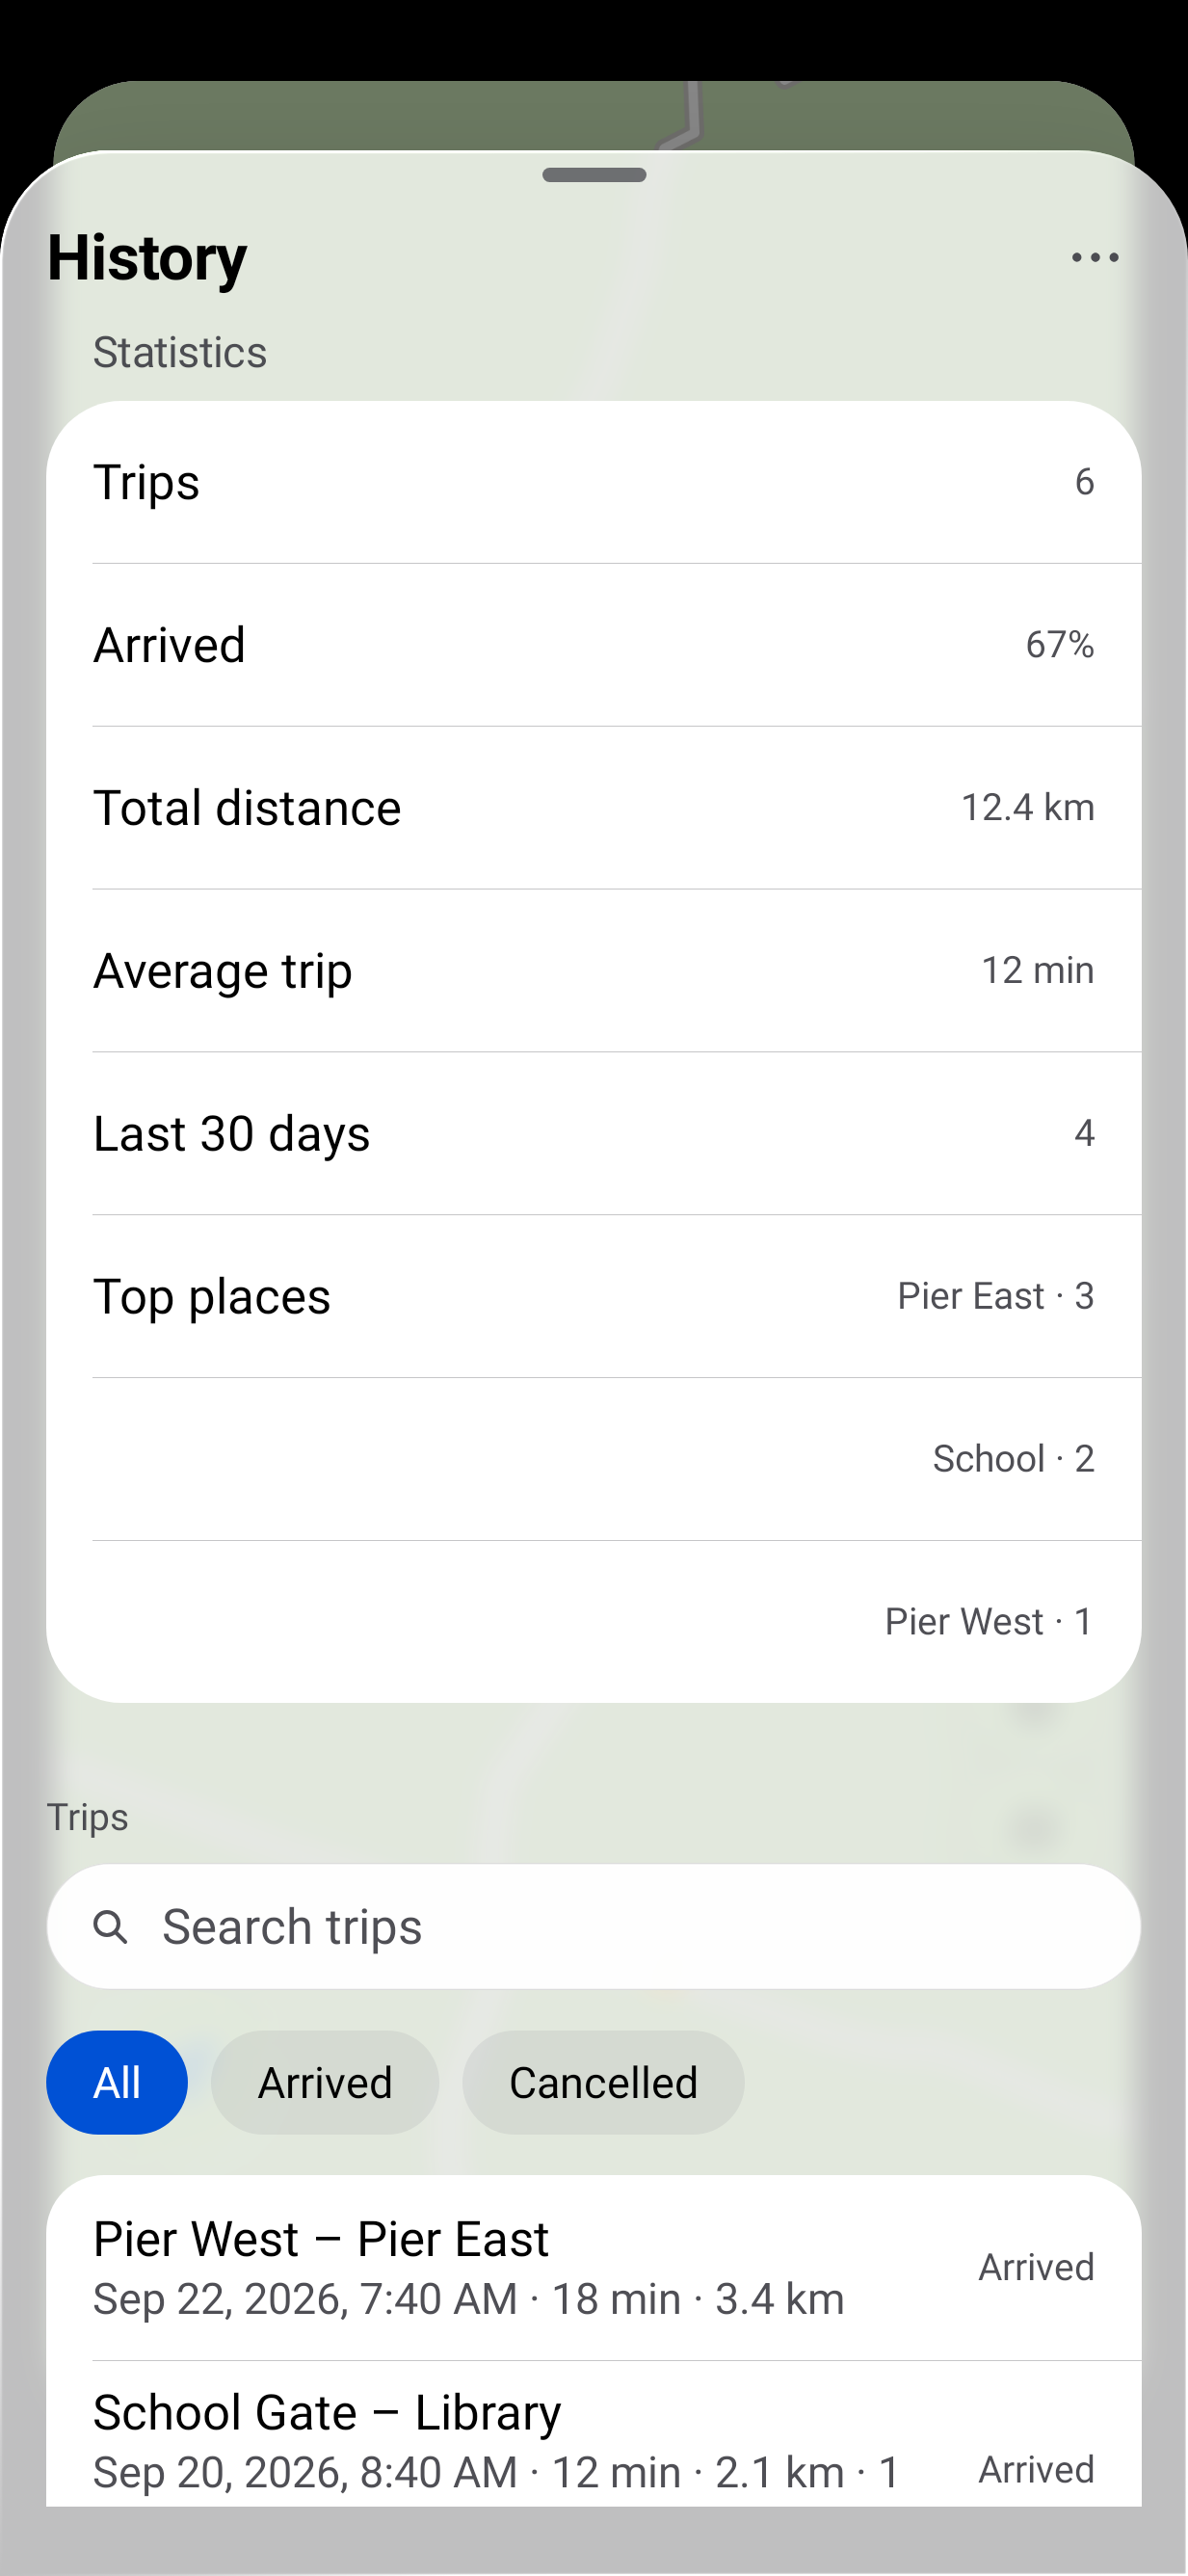 History
Statistics
Trips 6
Arrived 67%
Total distance 12.4 km
Average trip 12 min
Last 30 days 4
Top places Pier East · 3
School · 2
Pier West · 1
Trips
Search trips
All Arrived Cancelled
Pier West – Pier East
Sep 22, 2026, 7:40 AM · 18 min · 3.4 km Arrived
School Gate – Library
Sep 20, 2026, 8:40 AM · 12 min · 2.1 km · 1 Arrived